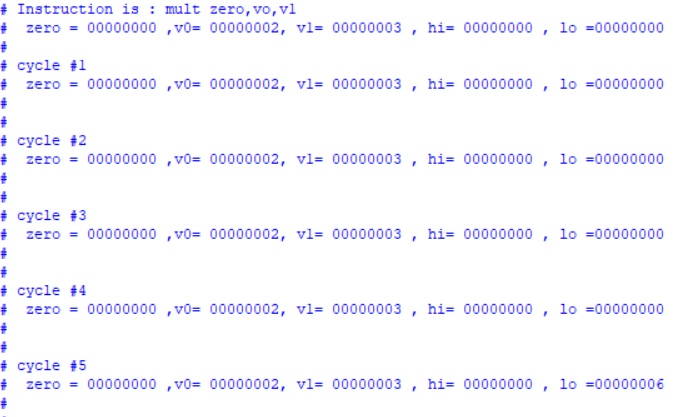 # Instruction is : mult zero,vo,v1
#  zero = 00000000 ,v0= 00000002, v1= 00000003 , hi= 00000000 , lo =00000000
#
# cycle #1
#  zero = 00000000 ,v0= 00000002, v1= 00000003 , hi= 00000000 , lo =00000000
#
#
# cycle #2
#  zero = 00000000 ,v0= 00000002, v1= 00000003 , hi= 00000000 , lo =00000000
#
#
# cycle #3
#  zero = 00000000 ,v0= 00000002, v1= 00000003 , hi= 00000000 , lo =00000000
#
#
# cycle #4
#  zero = 00000000 ,v0= 00000002, v1= 00000003 , hi= 00000000 , lo =00000000
#
#
# cycle #5
#  zero = 00000000 ,v0= 00000002, v1= 00000003 , hi= 00000000 , lo =00000006
#